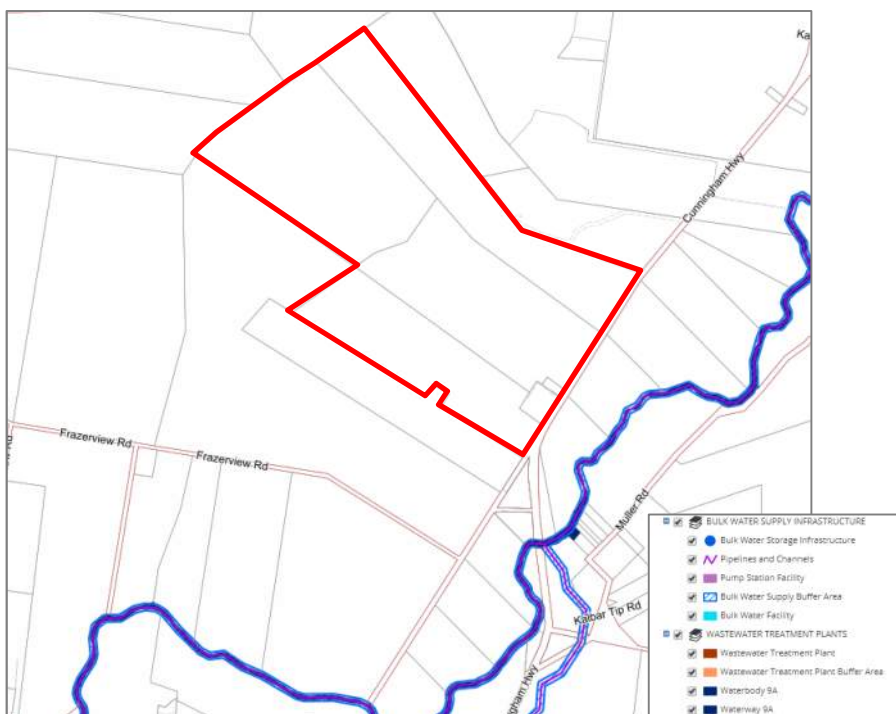 Ka
Cunningham Hwy
Frazerview Rd
Frazerview Rd
Rd
Muller Rd
Kalbar Tip Rd
ngham Hwy
BULK WATER SUPPLY INFRASTRUCTURE
Bulk Water Storage Infrastructure
Pipelines and Channels
Pump Station Facility
Bulk Water Supply Buffer Area
Bulk Water Facility
WASTEWATER TREATMENT PLANTS
Wastewater Treatment Plant
Wastewater Treatment Plant Buffer Area
Waterbody 9A
Waterway 9A